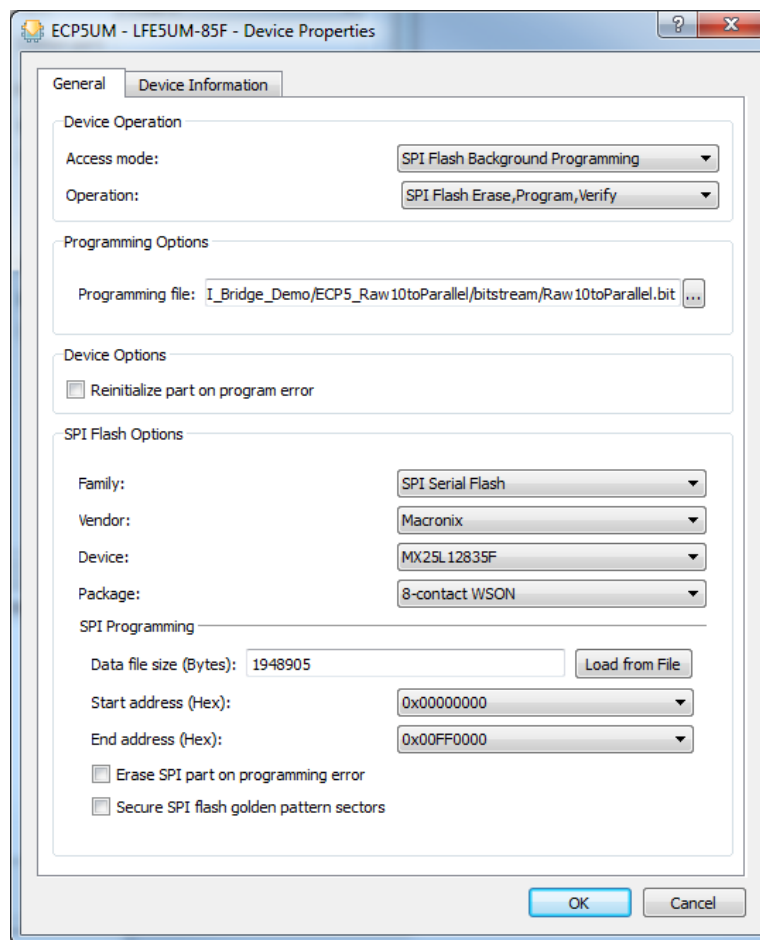 ECP5UM - LFE5UM-85F - Device Properties
General Device Information
Device Operation
Access mode: SPI Flash Background Programming
Operation: SPI Flash Erase,Program,Verify
Programming Options
Programming file: I_Bridge_Demo/ECP5_Raw10toParallel/bitstream/Raw10toParallel.bit ...
Device Options
Reinitialize part on program error
SPI Flash Options
Family: SPI Serial Flash
Vendor: Macronix
Device: MX25L12835F
Package: 8-contact WSON
SPI Programming
Data file size (Bytes): 1948905 Load from File
Start address (Hex): 0x00000000
End address (Hex): 0x00FF0000
Erase SPI part on programming error
Secure SPI flash golden pattern sectors
OK Cancel